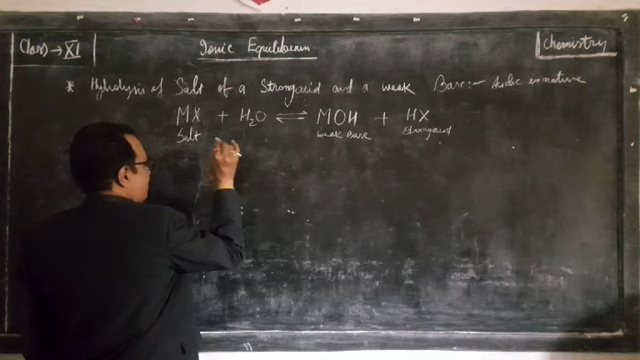 Class → XI
Ionic Equilibrium
Chemistry
* Hydrolysis of Salt of a Strong acid and a weak Base:- Acidic in nature
MX + H₂O ⇌ MOH + HX
Salt weak Base Strong acid